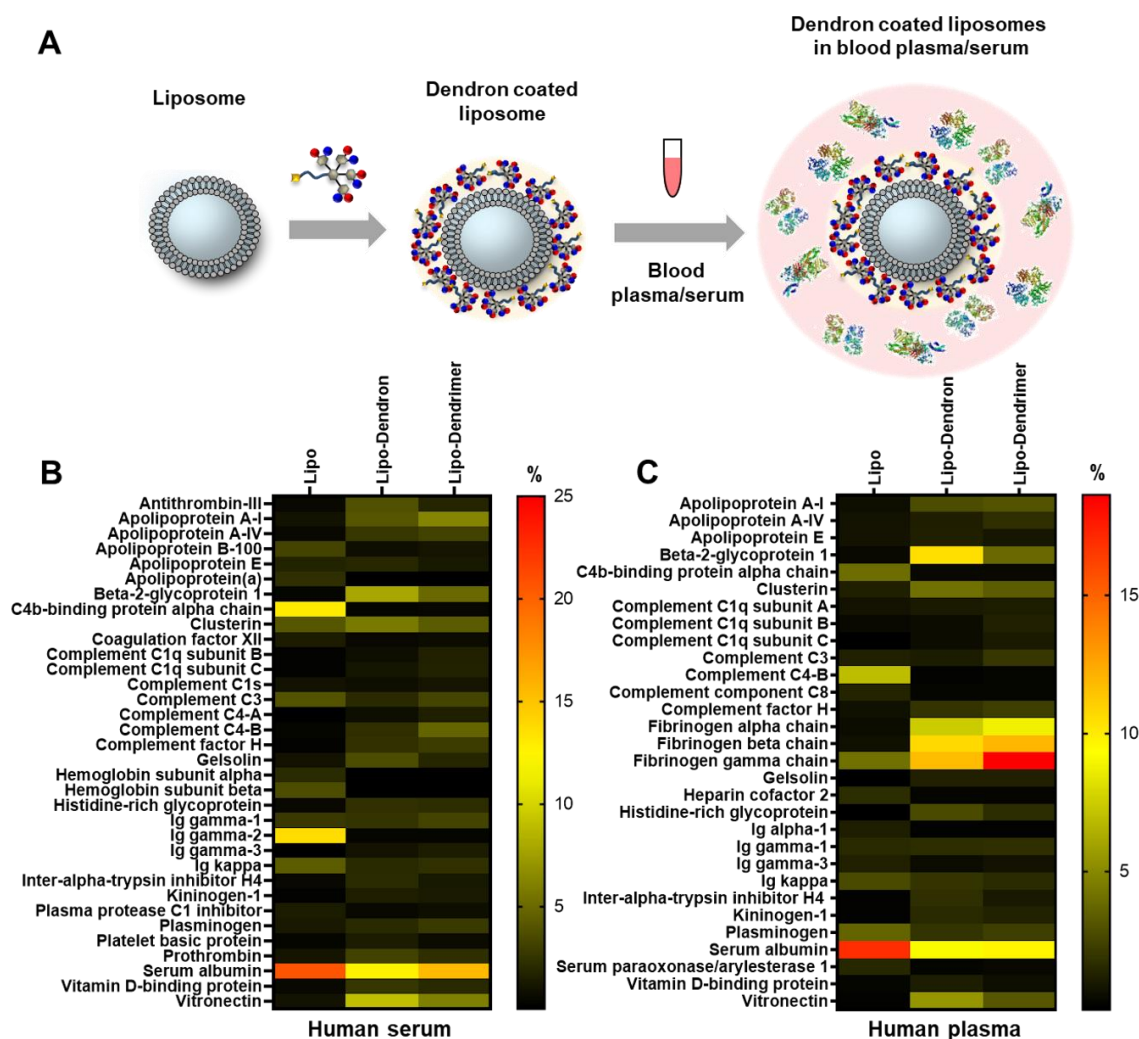 A
Liposome
Dendron coated
liposome
Dendron coated liposomes
in blood plasma/serum
Blood
plasma/serum
B
Lipo
Lipo-Dendron
Lipo-Dendrimer
%
Antithrombin-III
Apolipoprotein A-I
Apolipoprotein A-IV
Apolipoprotein B-100
Apolipoprotein E
Apolipoprotein(a)
Beta-2-glycoprotein 1
C4b-binding protein alpha chain
Clusterin
Coagulation factor XII
Complement C1q subunit B
Complement C1q subunit C
Complement C1s
Complement C3
Complement C4-A
Complement C4-B
Complement factor H
Gelsolin
Hemoglobin subunit alpha
Hemoglobin subunit beta
Histidine-rich glycoprotein
Ig gamma-1
Ig gamma-2
Ig gamma-3
Ig kappa
Inter-alpha-trypsin inhibitor H4
Kininogen-1
Plasma protease C1 inhibitor
Plasminogen
Platelet basic protein
Prothrombin
Serum albumin
Vitamin D-binding protein
Vitronectin
25
20
15
10
5
Human serum
C
Lipo
Lipo-Dendron
Lipo-Dendrimer
%
Apolipoprotein A-I
Apolipoprotein A-IV
Apolipoprotein E
Beta-2-glycoprotein 1
C4b-binding protein alpha chain
Clusterin
Complement C1q subunit A
Complement C1q subunit B
Complement C1q subunit C
Complement C3
Complement C4-B
Complement component C8
Complement factor H
Fibrinogen alpha chain
Fibrinogen beta chain
Fibrinogen gamma chain
Gelsolin
Heparin cofactor 2
Histidine-rich glycoprotein
Ig alpha-1
Ig gamma-1
Ig gamma-3
Ig kappa
Inter-alpha-trypsin inhibitor H4
Kininogen-1
Plasminogen
Serum albumin
Serum paraoxonase/arylesterase 1
Vitamin D-binding protein
Vitronectin
15
10
5
Human plasma